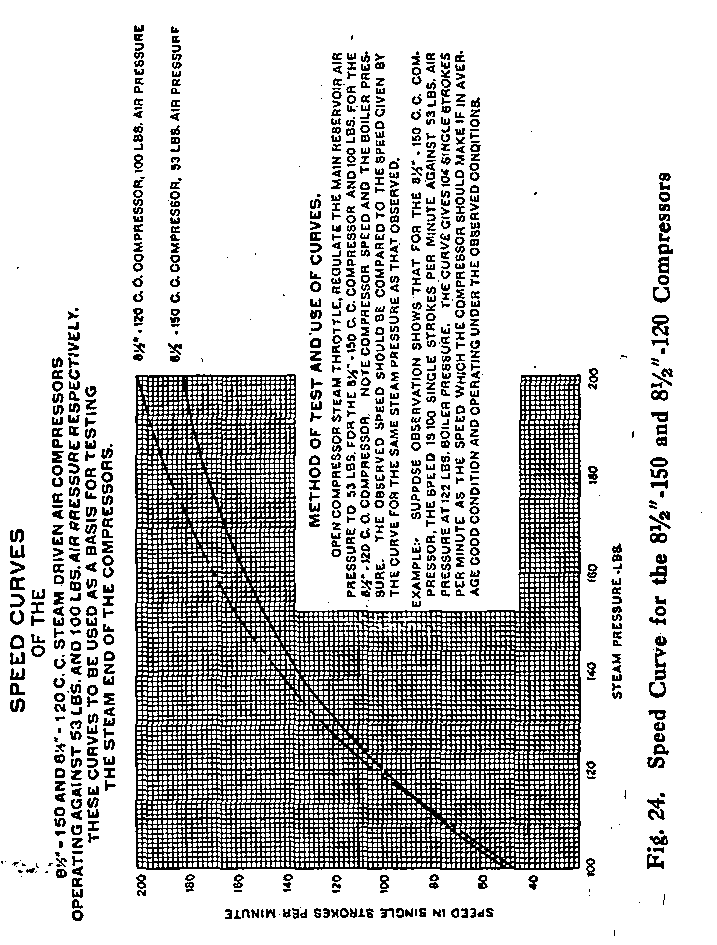 SPEED CURVES
OF THE
8½" - 150 AND 8½" - 120 C. C. STEAM DRIVEN AIR COMPRESSORS
OPERATING AGAINST 53 LBS. AND 100 LBS. AIR PRESSURE RESPECTIVELY.
THESE CURVES TO BE USED AS A BASIS FOR TESTING
THE STEAM END OF THE COMPRESSORS.
8½" - 120 C. C. COMPRESSOR, 100 LBS. AIR PRESSURE
8½ - 150 C.C. COMPRESSOR, 53 LBS. AIR PRESSURE
METHOD OF TEST AND USE OF CURVES.
OPEN COMPRESSOR STEAM THROTTLE, REGULATE THE MAIN RESERVOIR AIR
PRESSURE TO 53 LBS. FOR THE 8½" - 150 C. C. COMPRESSOR AND 100 LBS. FOR THE
8½" - 120 C. C. COMPRESSOR. NOTE COMPRESSOR SPEED AND THE BOILER PRES-
SURE. THE OBSERVED SPEED SHOULD BE COMPARED TO THE SPEED GIVEN BY
THE CURVE FOR THE SAME STEAM PRESSURE AS THAT OBSERVED.
EXAMPLE:- SUPPOSE OBSERVATION SHOWS THAT FOR THE 8½" - 150 C. C. COM-
PRESSOR, THE SPEED IS 100 SINGLE STROKES PER MINUTE AGAINST 53 LBS. AIR
PRESSURE AT 122 LBS. BOILER PRESSURE. THE CURVE GIVES 104 SINGLE STROKES
PER MINUTE AS THE SPEED WHICH THE COMPRESSOR SHOULD MAKE IF IN AVER-
AGE GOOD CONDITION AND OPERATING UNDER THE OBSERVED CONDITIONS.
SPEED IN SINGLE STROKES PER MINUTE
200
180
160
140
120
100
80
60
40
100
120
140
160
180
200
STEAM PRESSURE - LBS.
Fig. 24. Speed Curve for the 8½"-150 and 8½"-120 Compressors